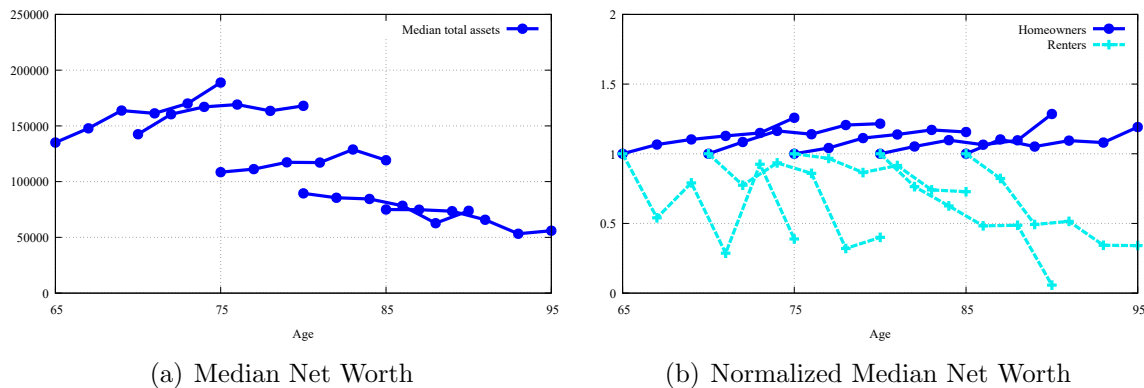 250000
200000
150000
100000
50000
0
65 75 85 95
Age
Median total assets
(a) Median Net Worth
2
1.5
1
0.5
0
65 75 85 95
Age
Homeowners
Renters
(b) Normalized Median Net Worth